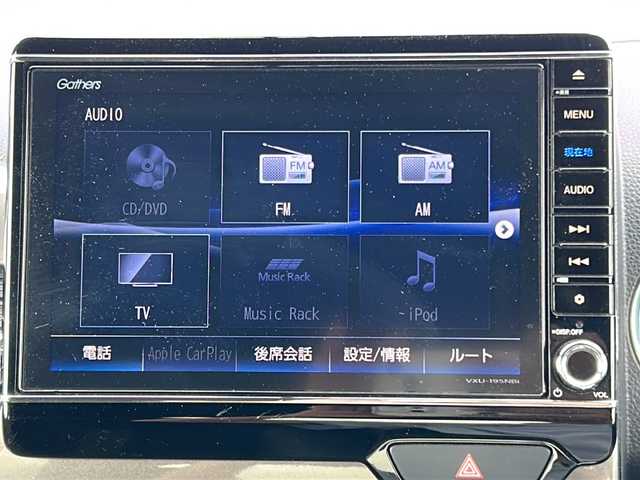 Gathers
AUDIO
CD/DVD
FM
FM
AM
AM
TV
Music Rack
Music Rack
iPod
電話
Apple CarPlay
後席会話
設定/情報
ルート
VXU-195NBi
MENU
現在地
AUDIO
DISP.OFF
VOL